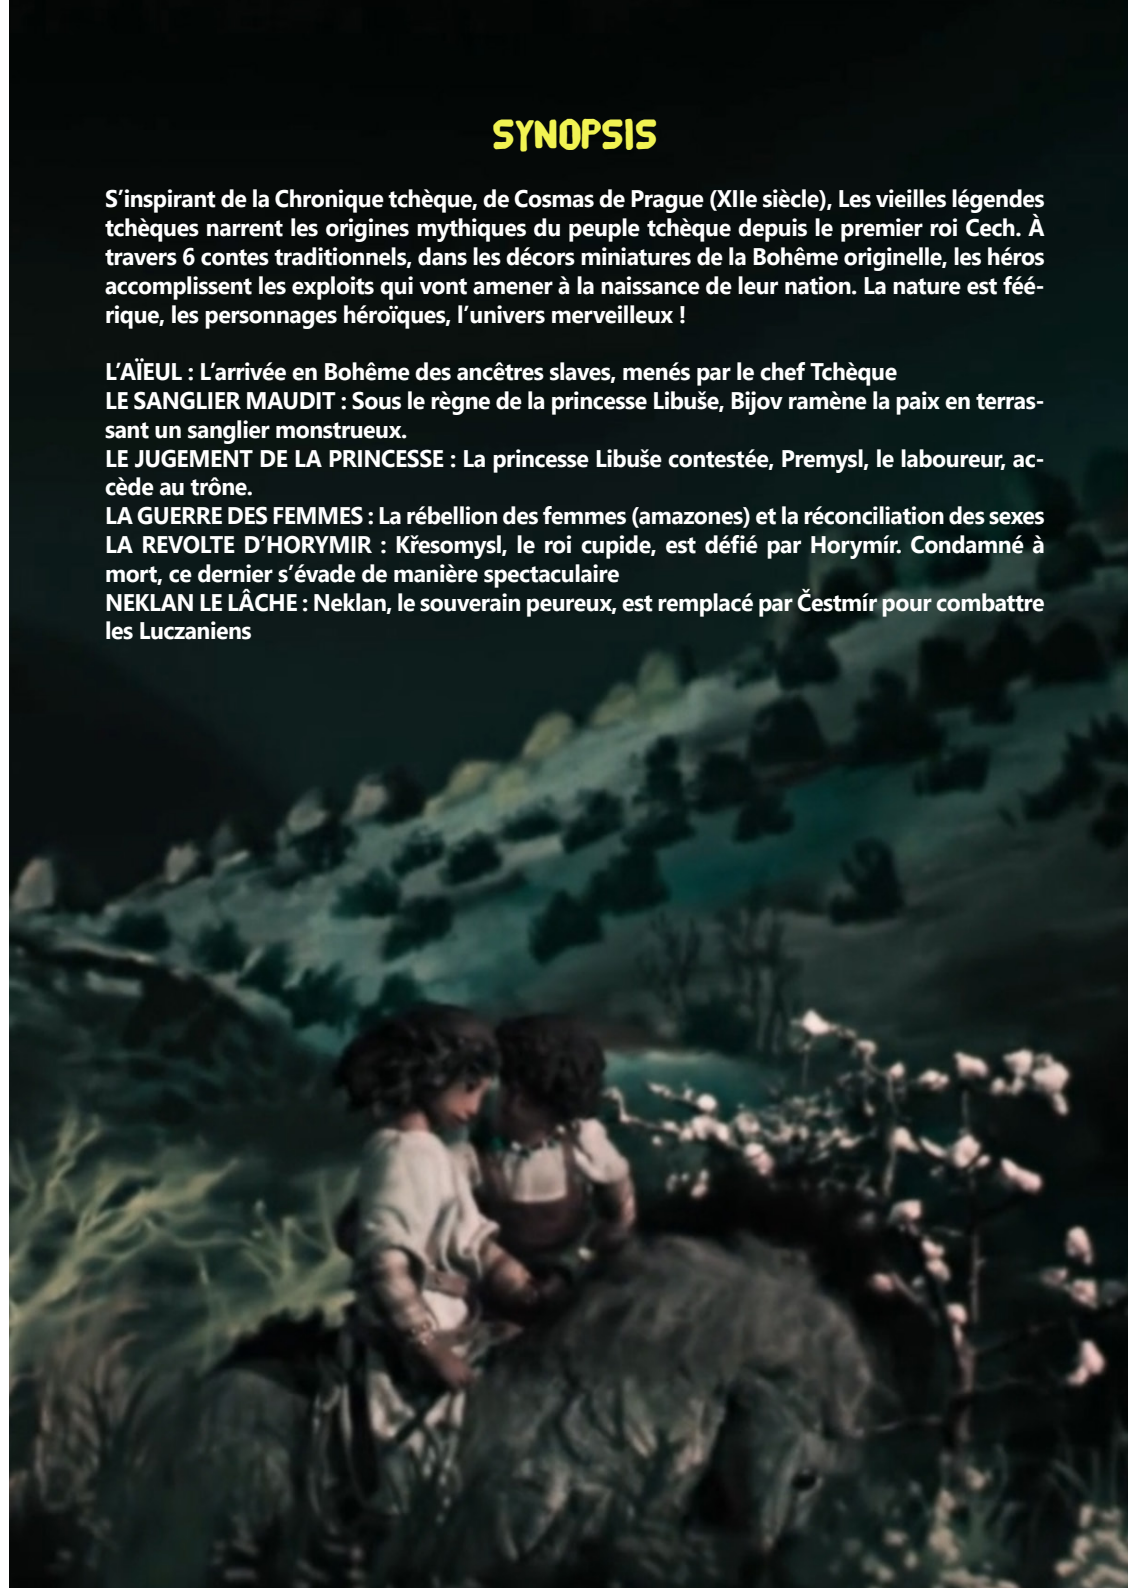 SYNOPSIS
S’inspirant de la Chronique tchèque, de Cosmas de Prague (XIIe siècle), Les vieilles légendes
tchèques narrent les origines mythiques du peuple tchèque depuis le premier roi Cech. À
travers 6 contes traditionnels, dans les décors miniatures de la Bohême originelle, les héros
accomplissent les exploits qui vont amener à la naissance de leur nation. La nature est féé-
rique, les personnages héroïques, l’univers merveilleux !
L’AÏEUL : L’arrivée en Bohême des ancêtres slaves, menés par le chef Tchèque
LE SANGLIER MAUDIT : Sous le règne de la princesse Libuše, Bijov ramène la paix en terras-
sant un sanglier monstrueux.
LE JUGEMENT DE LA PRINCESSE : La princesse Libuše contestée, Premysl, le laboureur, ac-
cède au trône.
LA GUERRE DES FEMMES : La rébellion des femmes (amazones) et la réconciliation des sexes
LA REVOLTE D’HORYMIR : Křesomysl, le roi cupide, est défié par Horymír. Condamné à
mort, ce dernier s’évade de manière spectaculaire
NEKLAN LE LÂCHE : Neklan, le souverain peureux, est remplacé par Čestmír pour combattre
les Luczaniens